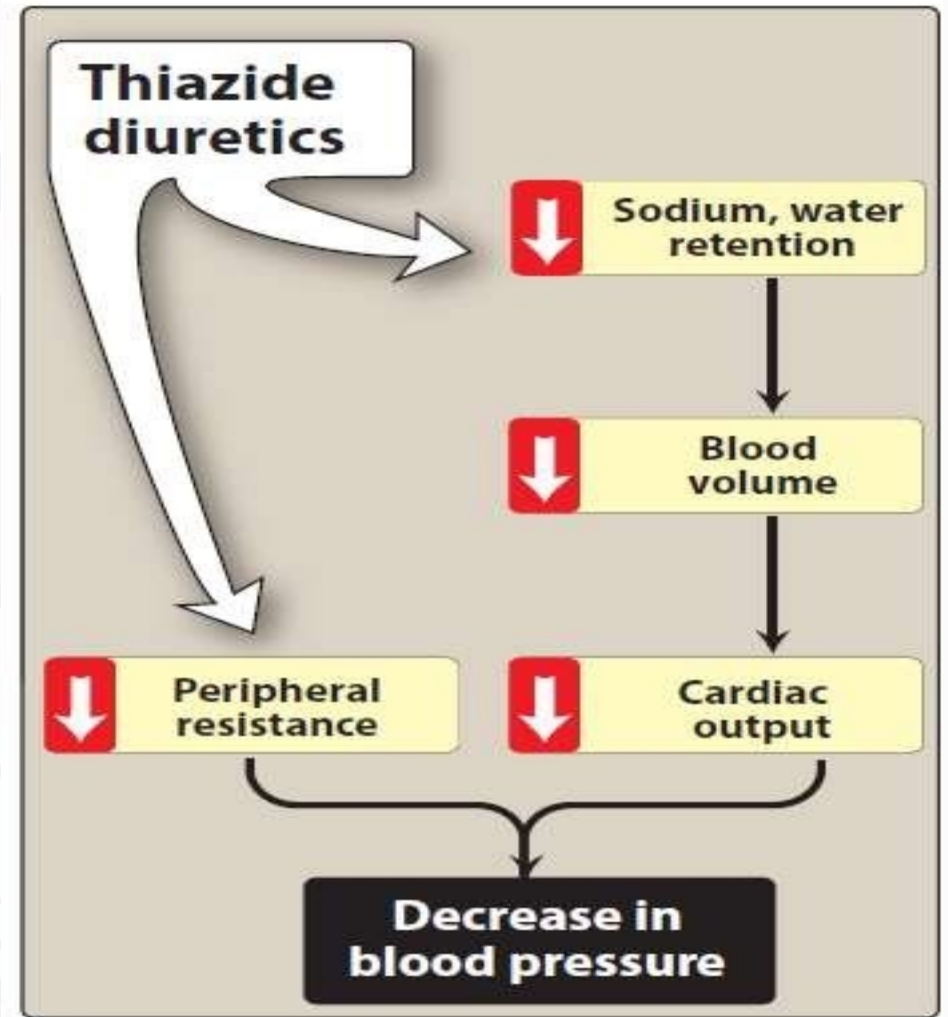 Thiazide
diuretics
Sodium, water
retention
Blood
volume
Peripheral
resistance
Cardiac
output
Decrease in
blood pressure